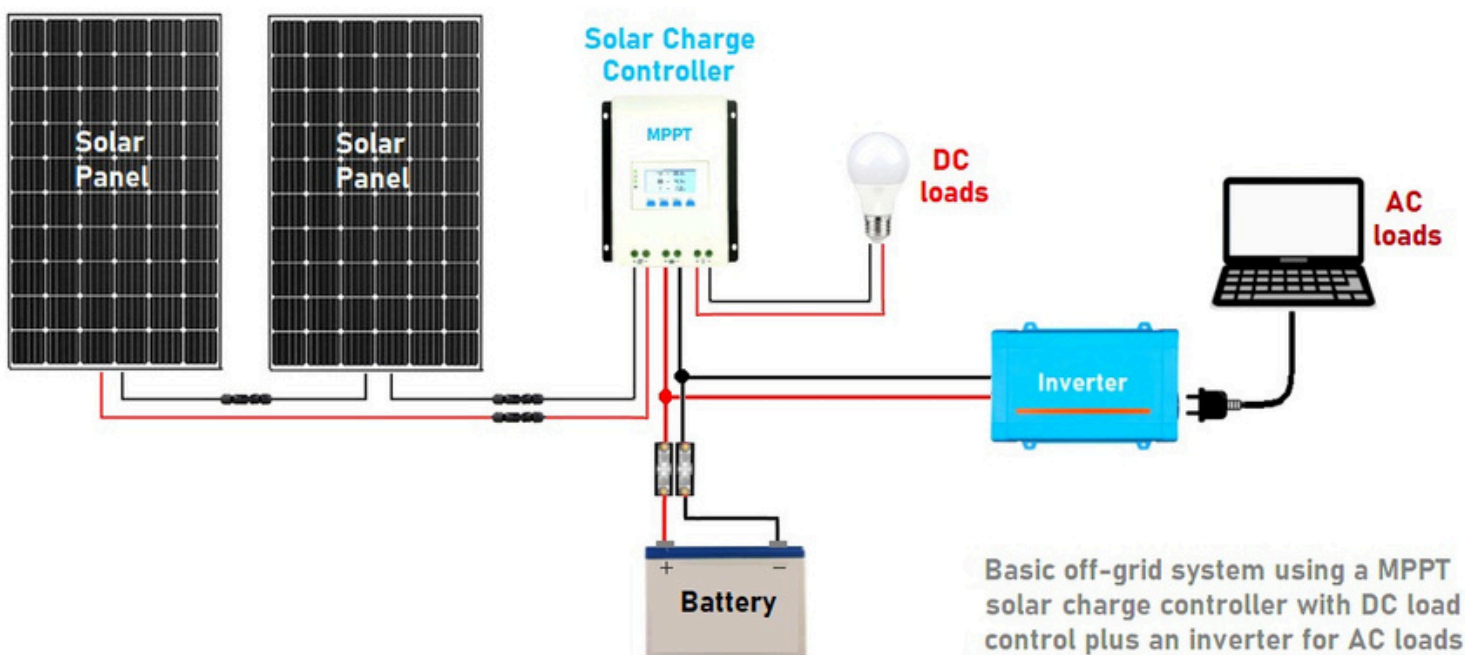 Solar
Panel
Solar
Panel
Solar Charge
Controller
MPPT
DC
loads
AC
loads
Inverter
+
−
Battery
Basic off-grid system using a MPPT
solar charge controller with DC load
control plus an inverter for AC loads